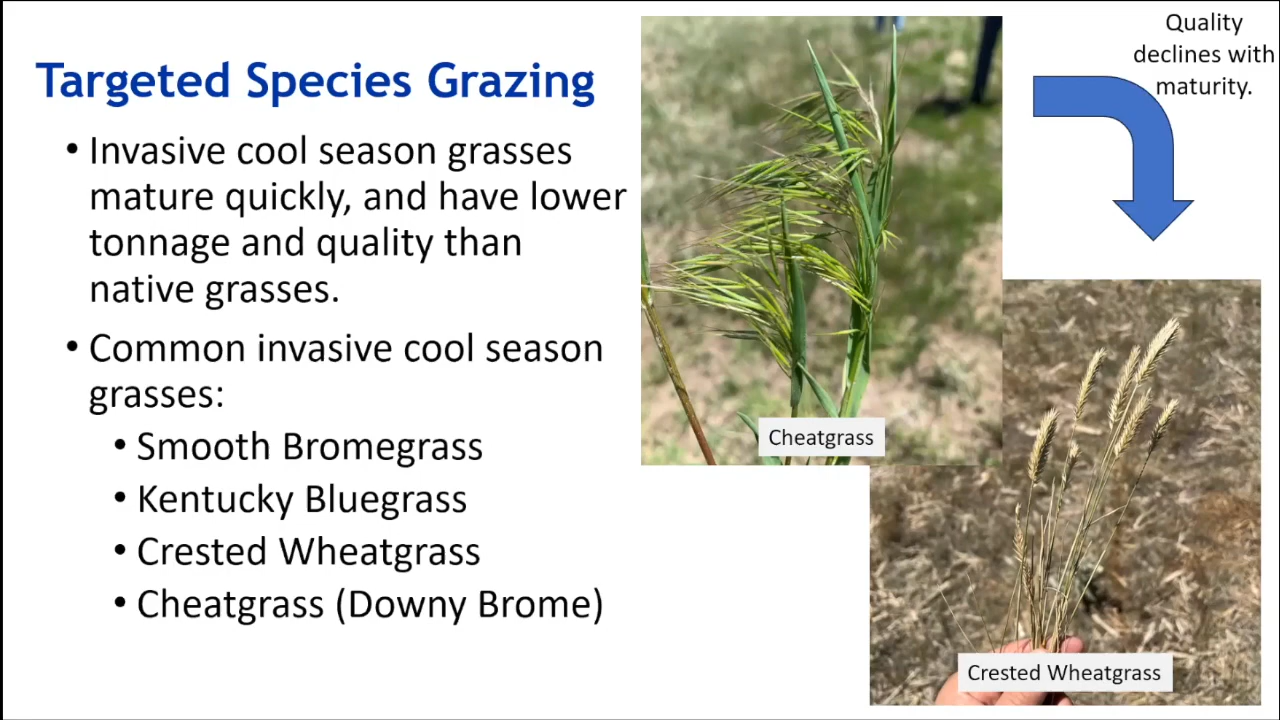 Targeted Species Grazing
• Invasive cool season grasses
mature quickly, and have lower
tonnage and quality than
native grasses.
• Common invasive cool season
grasses:
• Smooth Bromegrass
• Kentucky Bluegrass
• Crested Wheatgrass
• Cheatgrass (Downy Brome)
Quality
declines with
maturity.
Cheatgrass
Crested Wheatgrass